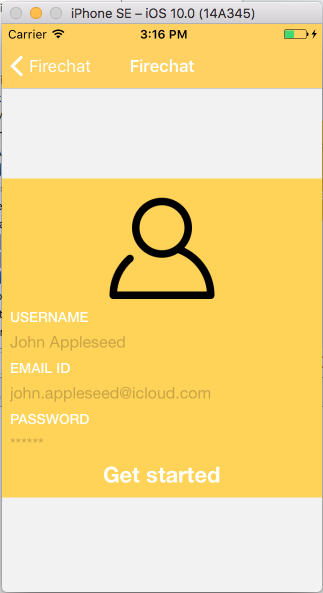 iPhone SE – iOS 10.0 (14A345)
Carrier 3:16 PM
Firechat Firechat
USERNAME
John Appleseed
EMAIL ID
john.appleseed@icloud.com
PASSWORD
******
Get started